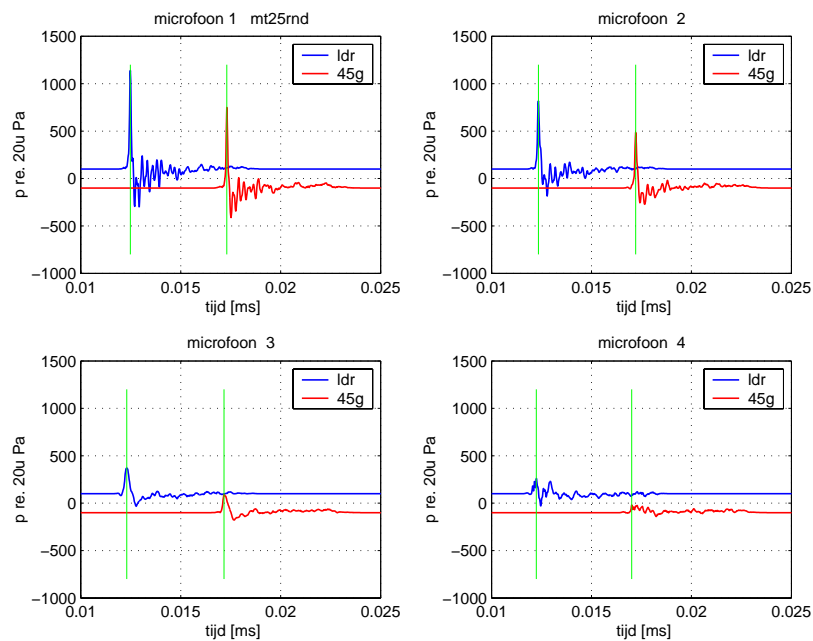 microfoon 1 mt25rnd
1500
1000
500
0
−500
−1000
p re. 20u Pa
ldr
45g
0.01 0.015 0.02 0.025
tijd [ms]
microfoon 2
1500
1000
500
0
−500
−1000
p re. 20u Pa
ldr
45g
0.01 0.015 0.02 0.025
tijd [ms]
microfoon 3
1500
1000
500
0
−500
−1000
p re. 20u Pa
ldr
45g
0.01 0.015 0.02 0.025
tijd [ms]
microfoon 4
1500
1000
500
0
−500
−1000
p re. 20u Pa
ldr
45g
0.01 0.015 0.02 0.025
tijd [ms]